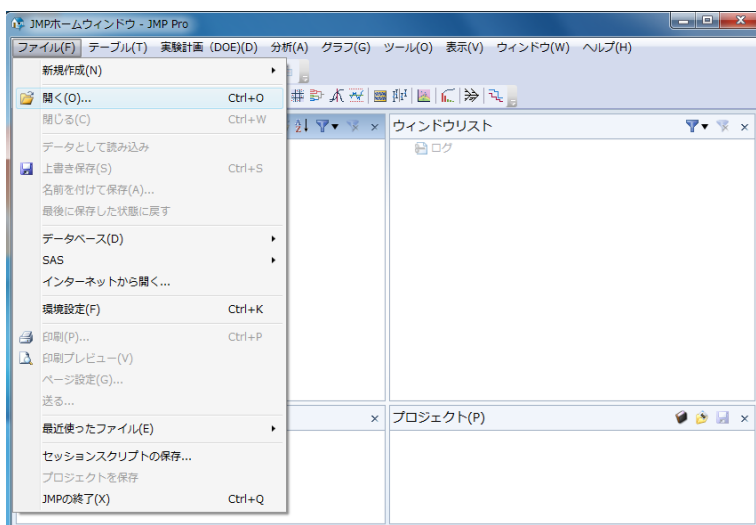 JMPホームウィンドウ - JMP Pro
ファイル(F) テーブル(T) 実験計画 (DOE)(D) 分析(A) グラフ(G) ツール(O) 表示(V) ウィンドウ(W) ヘルプ(H)
新規作成(N)
開く(O)... Ctrl+O
閉じる(C) Ctrl+W
データとして読み込み
上書き保存(S) Ctrl+S
名前を付けて保存(A)...
最後に保存した状態に戻す
データベース(D)
SAS
インターネットから開く...
環境設定(F) Ctrl+K
印刷(P)... Ctrl+P
印刷プレビュー(V)
ページ設定(G)...
送る...
最近使ったファイル(E)
セッションスクリプトの保存...
プロジェクトを保存
JMPの終了(X) Ctrl+Q
ウィンドウリスト
ログ
プロジェクト(P)